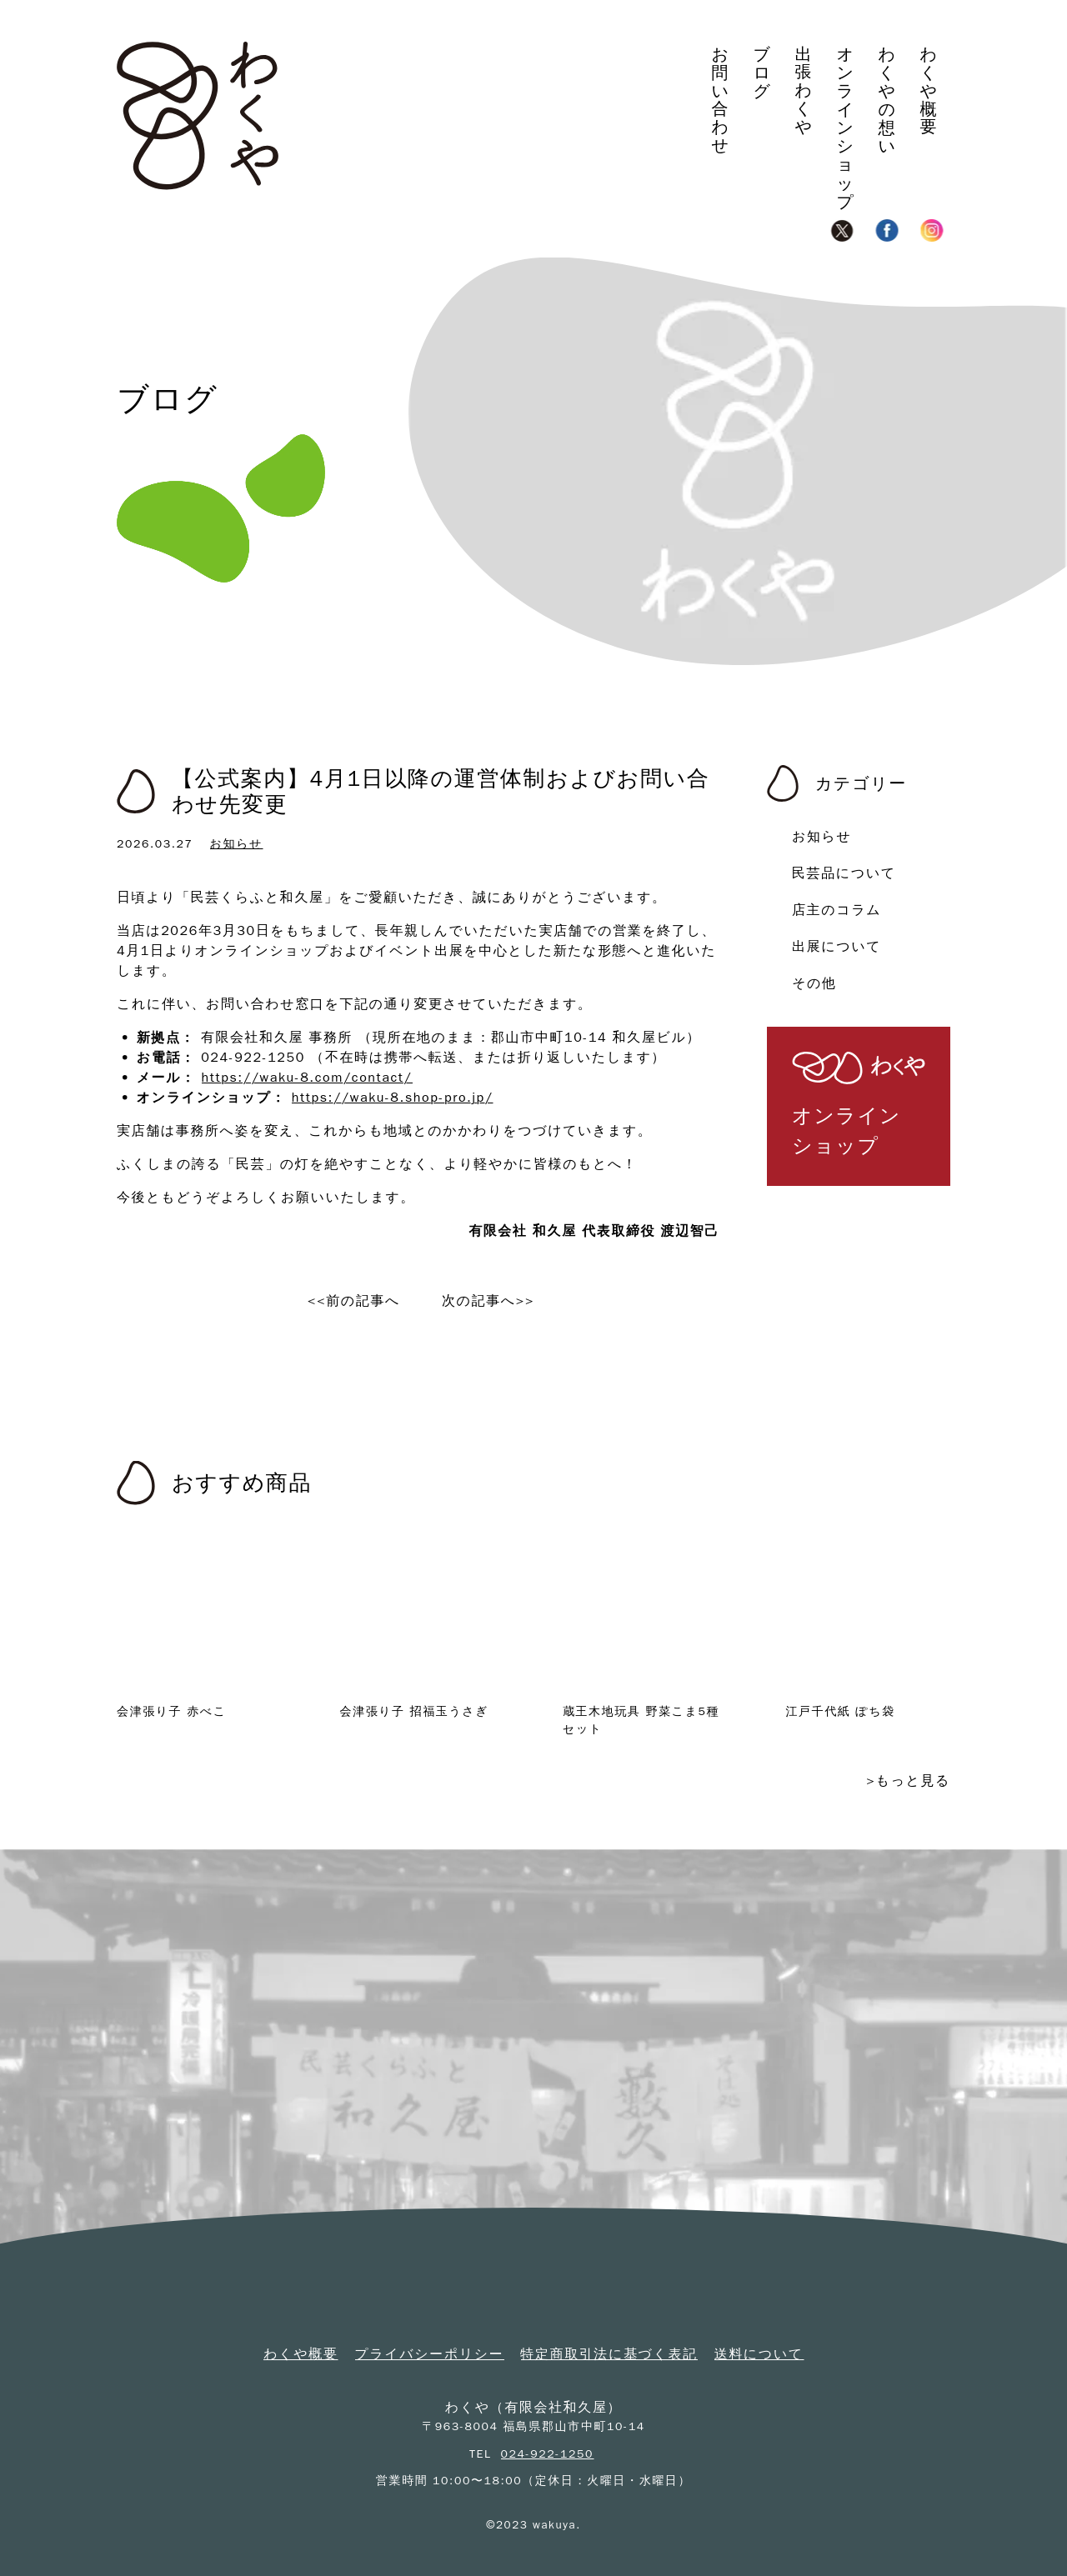 わくや
わくや概要
わくやの想い
オンラインショップ
出張わくや
ブログ
お問い合わせ
ブログ
わくや
【公式案内】4月1日以降の運営体制およびお問い合
わせ先変更
2026.03.27 お知らせ
日頃より「民芸くらふと和久屋」をご愛顧いただき、誠にありがとうございます。
当店は2026年3月30日をもちまして、長年親しんでいただいた実店舗での営業を終了し、
4月1日よりオンラインショップおよびイベント出展を中心とした新たな形態へと進化いた
します。
これに伴い、お問い合わせ窓口を下記の通り変更させていただきます。
• 新拠点： 有限会社和久屋 事務所 （現所在地のまま：郡山市中町10-14 和久屋ビル）
• お電話： 024-922-1250 （不在時は携帯へ転送、または折り返しいたします）
• メール： https://waku-8.com/contact/
• オンラインショップ： https://waku-8.shop-pro.jp/
実店舗は事務所へ姿を変え、これからも地域とのかかわりをつづけていきます。
ふくしまの誇る「民芸」の灯を絶やすことなく、より軽やかに皆様のもとへ！
今後ともどうぞよろしくお願いいたします。
有限会社 和久屋 代表取締役 渡辺智己
<<前の記事へ 次の記事へ>>
カテゴリー
お知らせ
民芸品について
店主のコラム
出展について
その他
わくや
オンライン
ショップ
おすすめ商品
会津張り子 赤べこ
会津張り子 招福玉うさぎ
蔵王木地玩具 野菜こま5種
セット
江戸千代紙 ぽち袋
>もっと見る
民芸くらふと
和久屋
藪久
わくや概要 プライバシーポリシー 特定商取引法に基づく表記 送料について
わくや（有限会社和久屋）
〒963-8004 福島県郡山市中町10-14
TEL 024-922-1250
営業時間 10:00〜18:00（定休日：火曜日・水曜日）
©2023 wakuya.